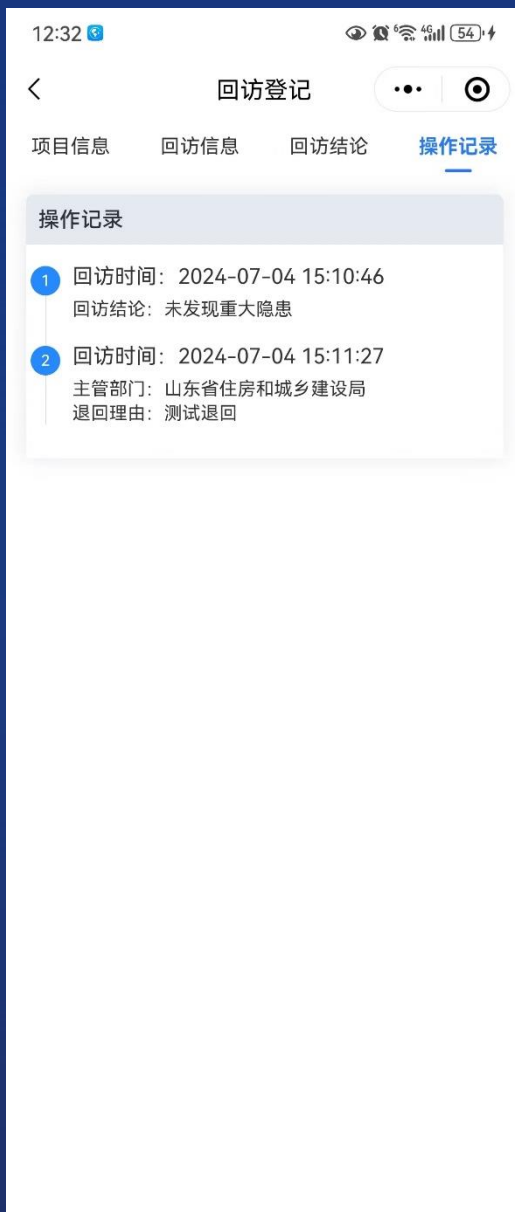 12:32
6 4G 54
回访登记
项目信息 回访信息 回访结论 操作记录
操作记录
1 回访时间：2024-07-04 15:10:46
回访结论：未发现重大隐患
2 回访时间：2024-07-04 15:11:27
主管部门：山东省住房和城乡建设局
退回理由：测试退回